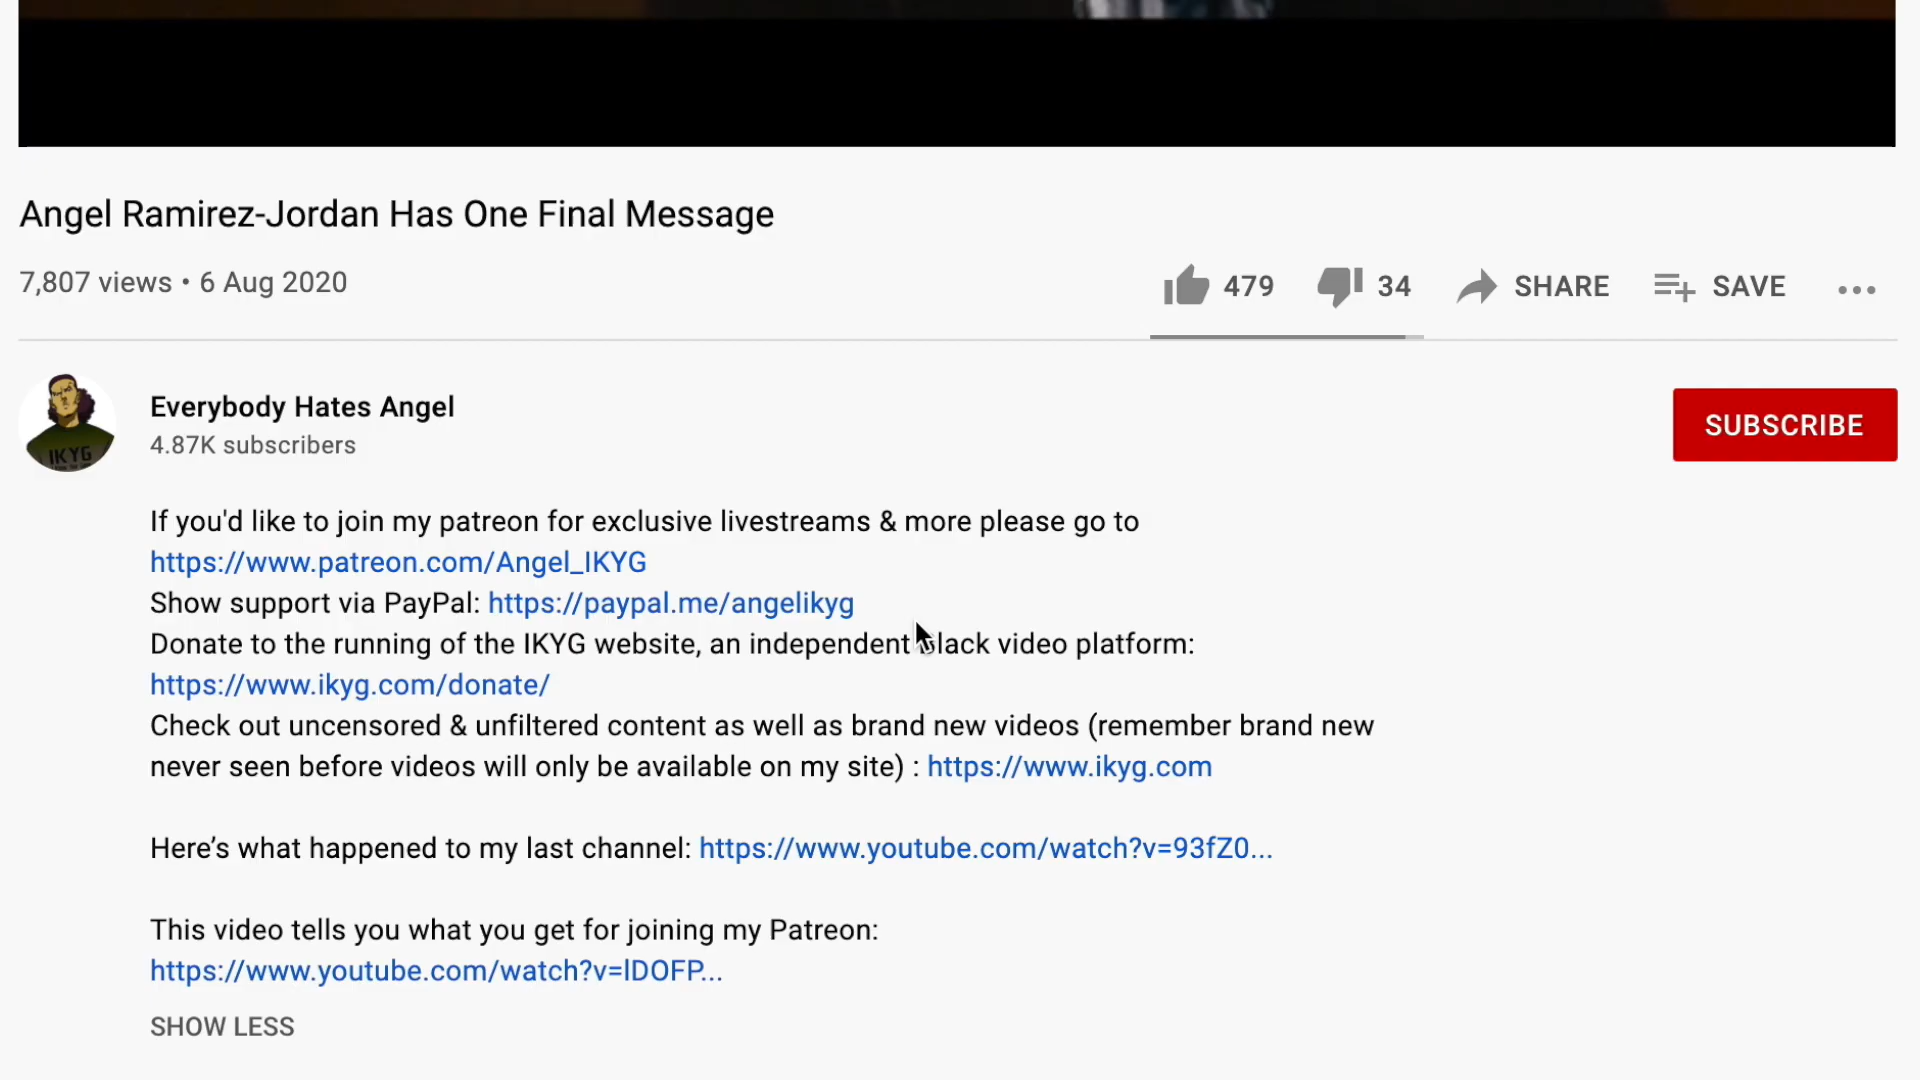 Angel Ramirez-Jordan Has One Final Message
7,807 views • 6 Aug 2020
479 34 SHARE SAVE
Everybody Hates Angel
4.87K subscribers
SUBSCRIBE
IKYG
If you'd like to join my patreon for exclusive livestreams & more please go to
https://www.patreon.com/Angel_IKYG
Show support via PayPal: https://paypal.me/angelikyg
Donate to the running of the IKYG website, an independent black video platform:
https://www.ikyg.com/donate/
Check out uncensored & unfiltered content as well as brand new videos (remember brand new
never seen before videos will only be available on my site) : https://www.ikyg.com
Here’s what happened to my last channel: https://www.youtube.com/watch?v=93fZ0...
This video tells you what you get for joining my Patreon:
https://www.youtube.com/watch?v=lDOFP...
SHOW LESS